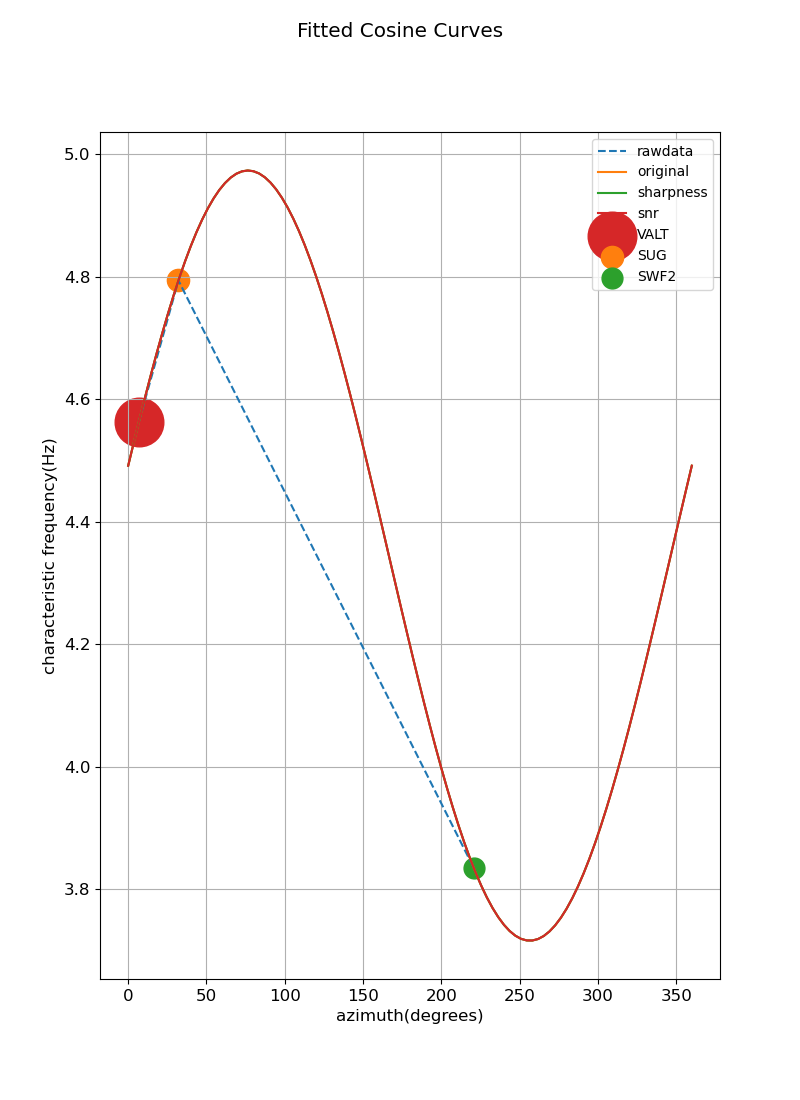 Fitted Cosine Curves
5.0
4.8
4.6
4.4
4.2
4.0
3.8
characteristic frequency(Hz)
rawdata
original
sharpness
snr
VALT
SUG
SWF2
0 50 100 150 200 250 300 350
azimuth(degrees)